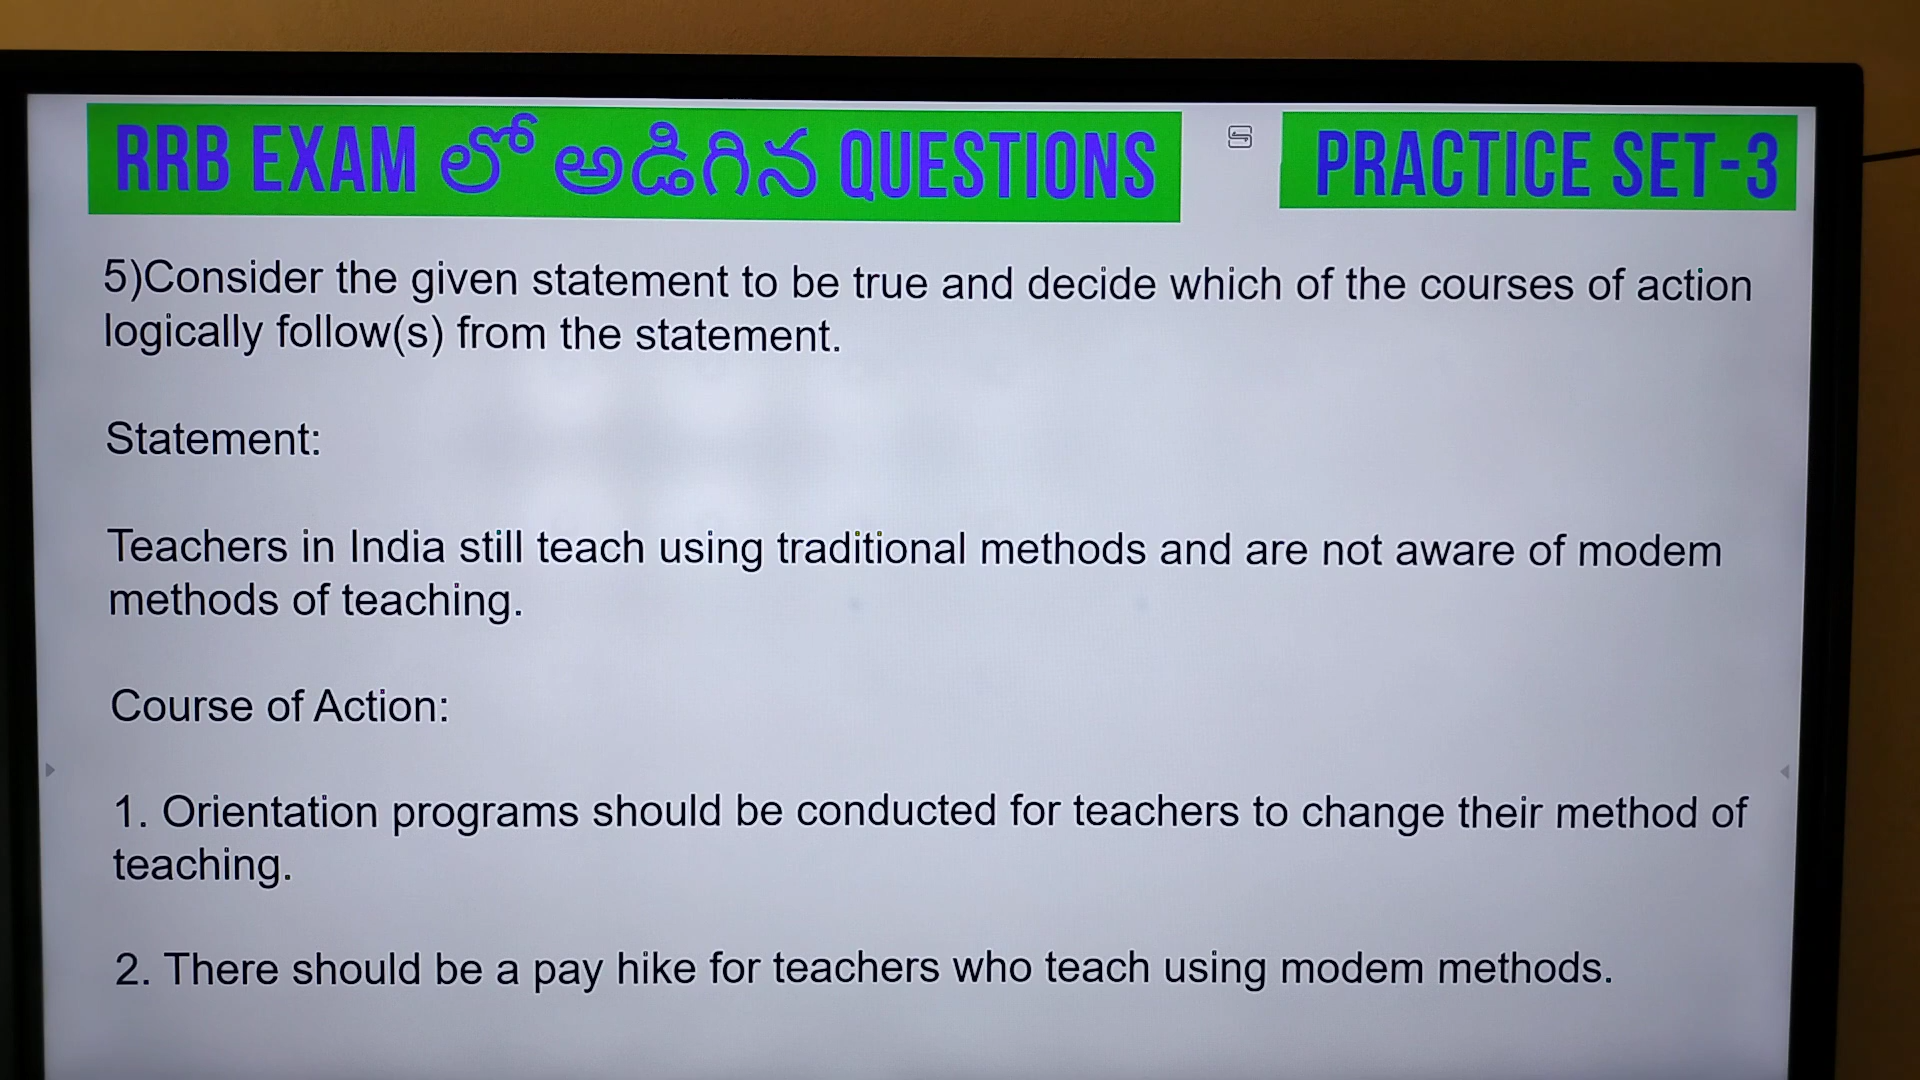 RRB EXAM లో అడిగిన QUESTIONS
PRACTICE SET-3
5)Consider the given statement to be true and decide which of the courses of action
logically follow(s) from the statement.
Statement:
Teachers in India still teach using traditional methods and are not aware of modem
methods of teaching.
Course of Action:
1. Orientation programs should be conducted for teachers to change their method of
teaching.
2. There should be a pay hike for teachers who teach using modem methods.